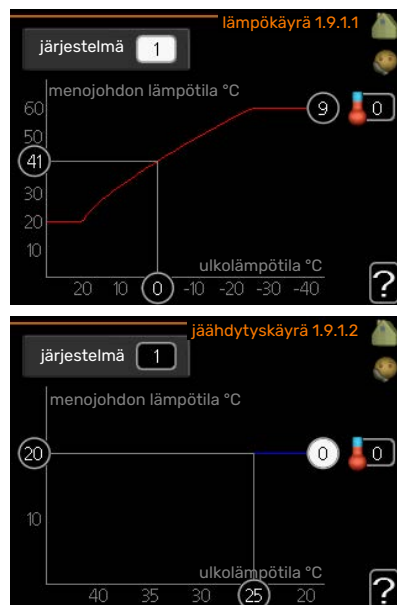 lämpökäyrä 1.9.1.1
järjestelmä 1
menojohdon lämpötila °C
60
9
0
50
41
30
20
10
ulkolämpötila °C
20 10 0 -10 -20 -30 -40
?
jäähdytyskäyrä 1.9.1.2
järjestelmä 1
menojohdon lämpötila °C
20
0
0
10
ulkolämpötila °C
40 35 30 25 20
?